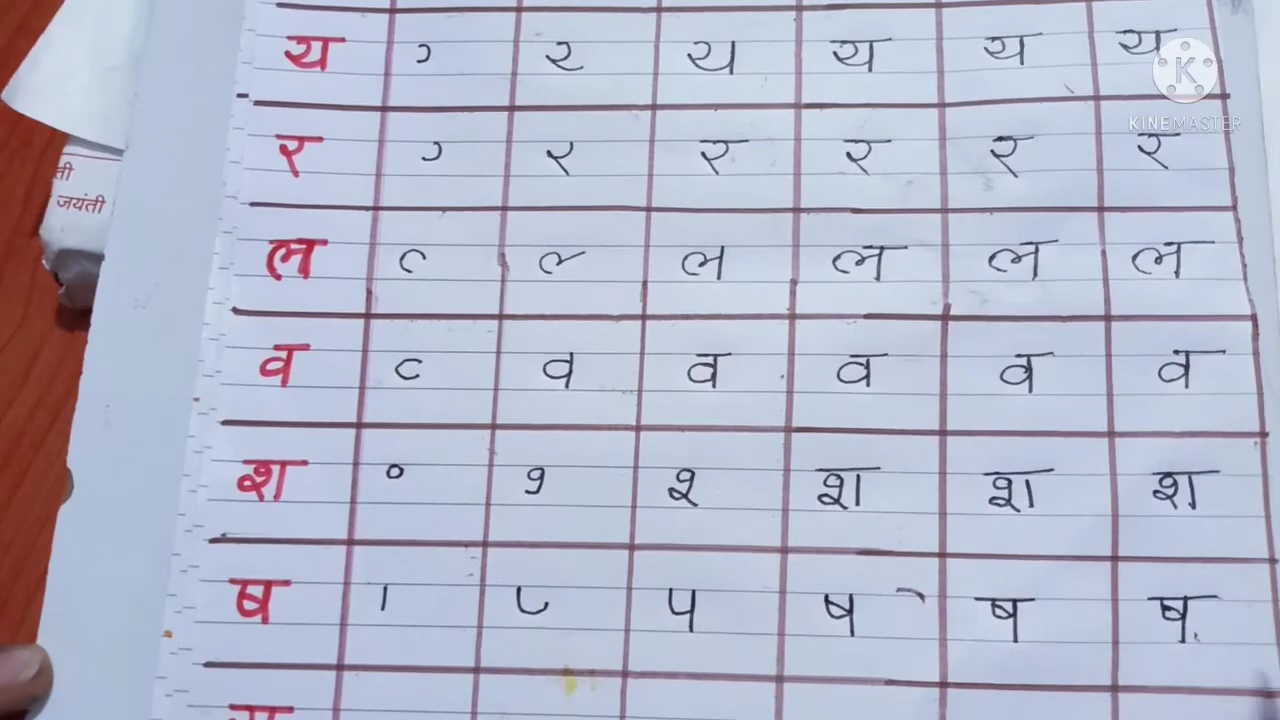 य र य य य य
KINEMASTER
र र र र र र
ल ल ल ल ल
व व व व व व
श श श श श
ष ष ष ष
ती
जयंती